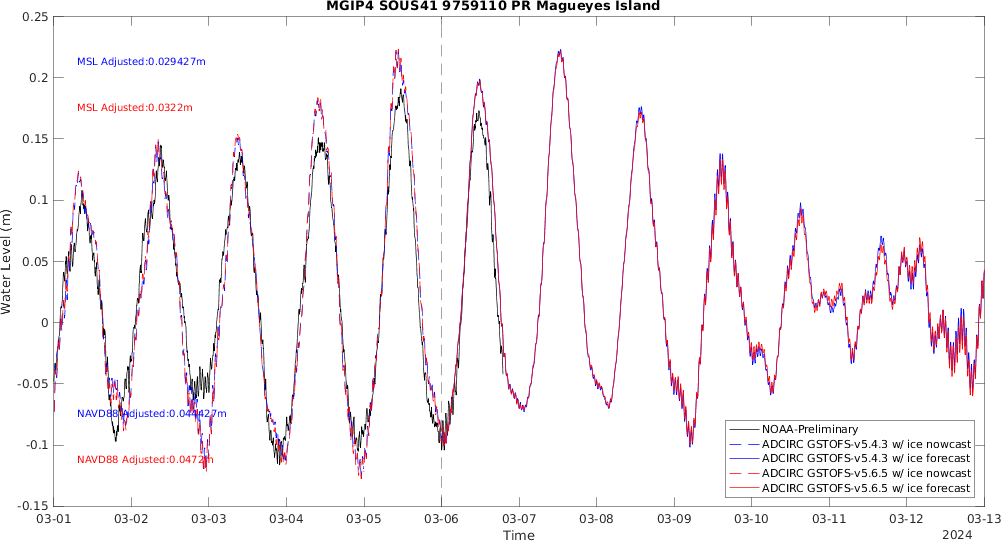 MGIP4 SOUS41 9759110 PR Magueyes Island
0.25
0.2
0.15
0.1
0.05
0
-0.05
-0.1
-0.15
Water Level (m)
MSL Adjusted:0.029427m
MSL Adjusted:0.0322m
NAVD88 Adjusted:0.044427m
NAVD88 Adjusted:0.0472m
NOAA-Preliminary
ADCIRC GSTOFS-v5.4.3 w/ ice nowcast
ADCIRC GSTOFS-v5.4.3 w/ ice forecast
ADCIRC GSTOFS-v5.6.5 w/ ice nowcast
ADCIRC GSTOFS-v5.6.5 w/ ice forecast
03-01 03-02 03-03 03-04 03-05 03-06 03-07 03-08 03-09 03-10 03-11 03-12 03-13
Time
2024